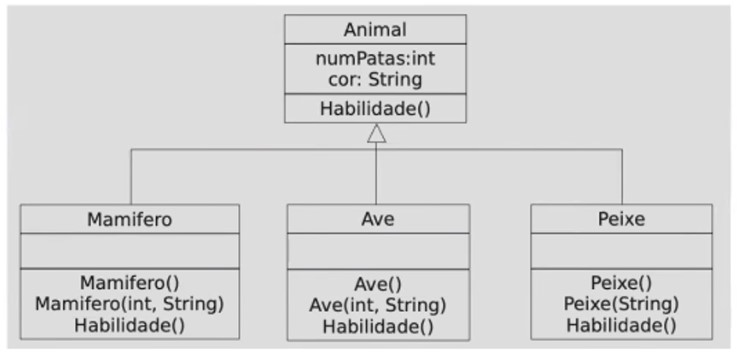 Animal
numPatas:int
cor: String
Habilidade()
Mamifero
Mamifero()
Mamifero(int, String)
Habilidade()
Ave
Ave()
Ave(int, String)
Habilidade()
Peixe
Peixe()
Peixe(String)
Habilidade()